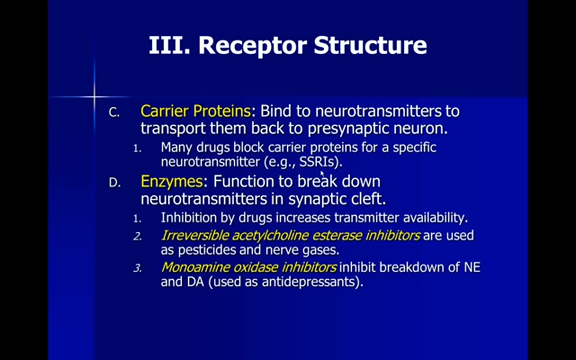 III. Receptor Structure
C. Carrier Proteins: Bind to neurotransmitters to
transport them back to presynaptic neuron.
1. Many drugs block carrier proteins for a specific
neurotransmitter (e.g., SSRIs).
D. Enzymes: Function to break down
neurotransmitters in synaptic cleft.
1. Inhibition by drugs increases transmitter availability.
2. Irreversible acetylcholine esterase inhibitors are used
as pesticides and nerve gases.
3. Monoamine oxidase inhibitors inhibit breakdown of NE
and DA (used as antidepressants).